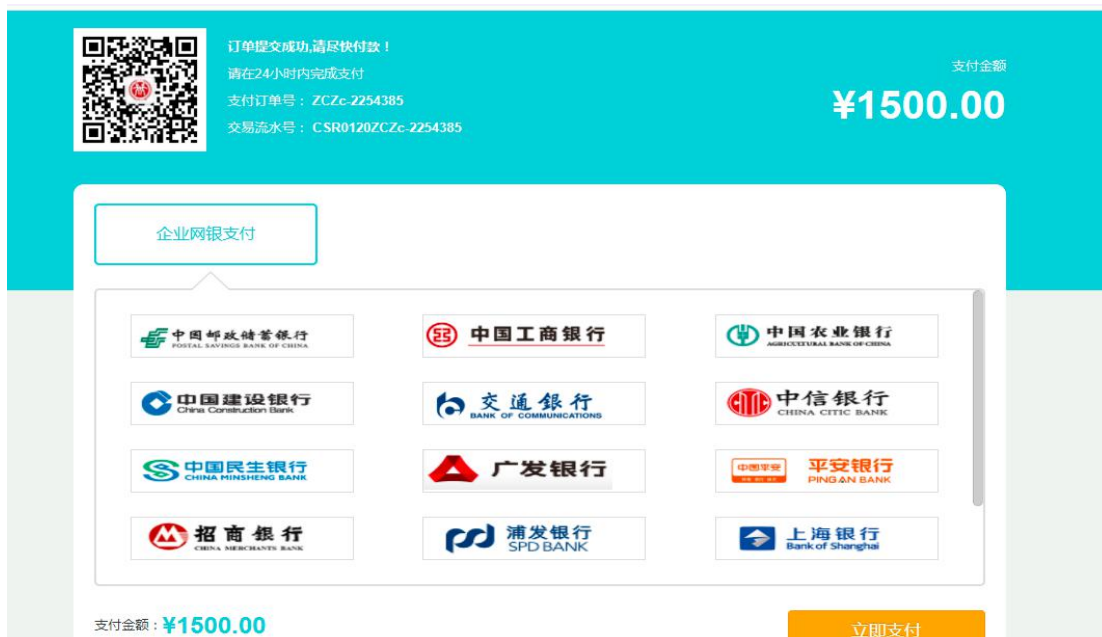 订单提交成功,请尽快付款！
请在24小时内完成支付
支付订单号： ZCZc-2254385
交易流水号： CSR0120ZCZc-2254385
支付金额
¥1500.00
企业网银支付
中国邮政储蓄银行
POSTAL SAVINGS BANK OF CHINA
中国工商银行
中国农业银行
AGRICULTURAL BANK OF CHINA
中国建设银行
China Construction Bank
交通银行
BANK OF COMMUNICATIONS
中信银行
CHINA CITIC BANK
中国民生银行
CHINA MINSHENG BANK
广发银行
中国平安
平安银行
PING AN BANK
招商银行
CHINA MERCHANTS BANK
浦发银行
SPD BANK
上海银行
Bank of Shanghai
支付金额：¥1500.00
立即支付